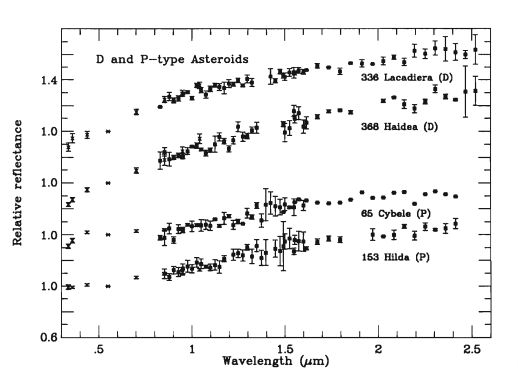 D and P-type Asteroids
336 Lacadiera (D)
368 Haidea (D)
65 Cybele (P)
153 Hilda (P)
Relative reflectance
1.4
1.0
1.0
1.0
1.0
0.6
.5
1
1.5
2
2.5
Wavelength (μm)